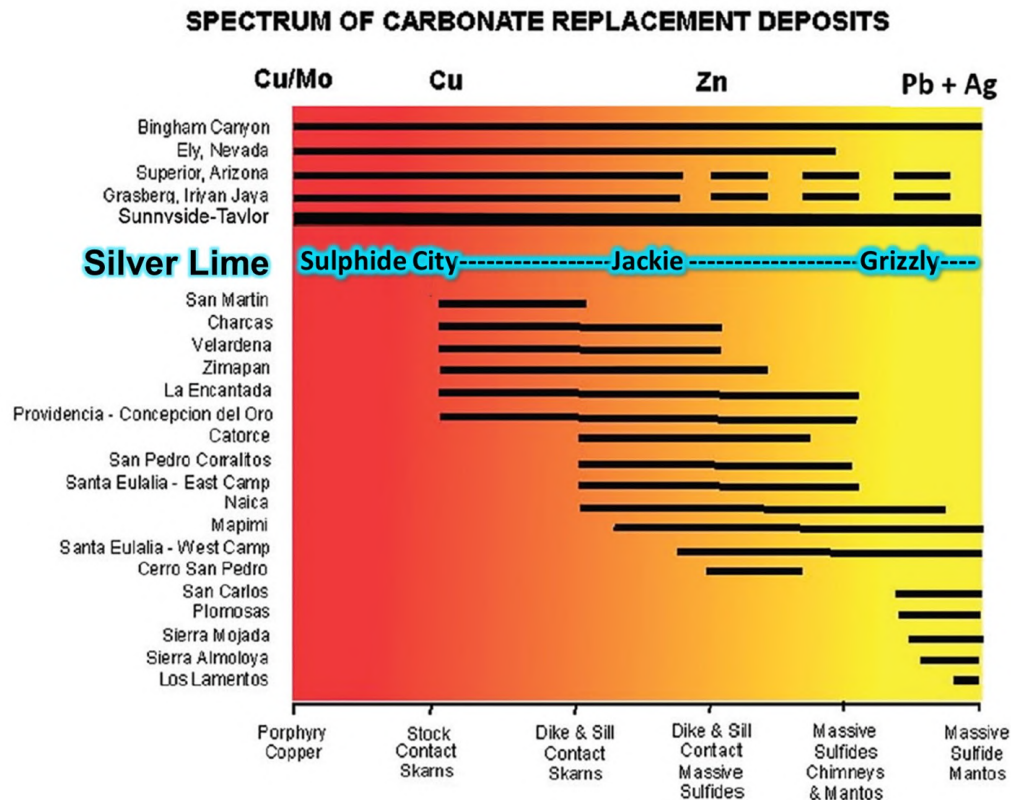 SPECTRUM OF CARBONATE REPLACEMENT DEPOSITS
Cu/Mo Cu Zn Pb + Ag
Bingham Canyon
Ely, Nevada
Superior, Arizona
Grasberg, Iriyan Jaya
Sunnyside-Taylor
Silver Lime Sulphide City Jackie Grizzly
San Martin
Charcas
Velardena
Zimapan
La Encantada
Providencia - Concepcion del Oro
Catorce
San Pedro Corralitos
Santa Eulalia - East Camp
Naica
Mapimi
Santa Eulalia - West Camp
Cerro San Pedro
San Carlos
Plomosas
Sierra Mojada
Sierra Almoloya
Los Lamentos
Porphyry
Copper
Stock
Contact
Skarns
Dike & Sill
Contact
Skarns
Dike & Sill
Contact
Massive
Sulfides
Massive
Sulfides
Chimneys
& Mantos
Massive
Sulfide
Mantos